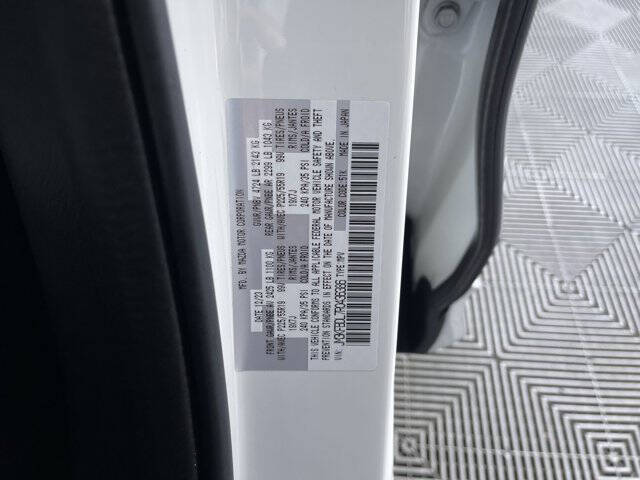 MFD. BY MAZDA MOTOR CORPORATION
DATE: 12/23 GVWR/PNBV 4724 LB 2143 KG
FRONT GAWR/PNBE AV 2425 LB 1100 KG REAR GAWR/PNBE AR 2299 LB 1043 KG
WITH/AVEC P225/55R19 99V TIRES/PNEUS WITH/AVEC P225/55R19 99V TIRES/PNEUS
19X7J RIMS/JANTES 19X7J RIMS/JANTES
240 KPA/35 PSI COLD/A FROID 240 KPA/35 PSI COLD/A FROID
THIS VEHICLE CONFORMS TO ALL APPLICABLE FEDERAL MOTOR VEHICLE SAFETY AND THEFT
PREVENTION STANDARDS IN EFFECT ON THE DATE OF MANUFACTURE SHOWN ABOVE.
VIN: TYPE: MPV COLOR CODE: 51K MADE IN JAPAN